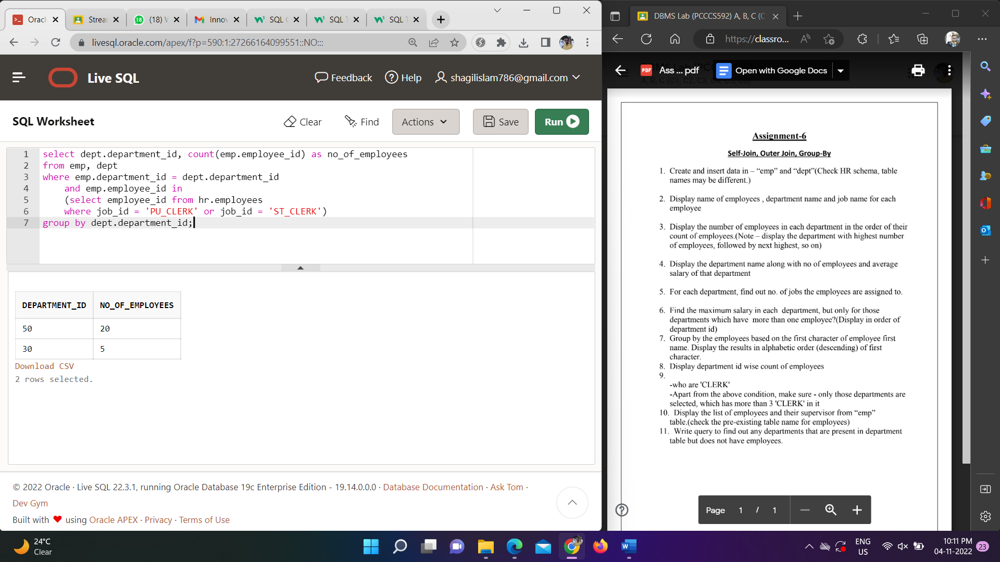 Oracl
Strea
(18) W
Innov
SQL
SQL T
SQL T
livesql.oracle.com/apex/f?p=590:1:27266164099551::NO:::
Live SQL
Feedback
Help
shagilislam786@gmail.com
SQL Worksheet
Clear
Find
Actions
Save
Run
1 select dept.department_id, count(emp.employee_id) as no_of_employees
2 from emp, dept
3 where emp.department_id = dept.department_id
4 and emp.employee_id in
5 (select employee_id from hr.employees
6 where job_id = 'PU_CLERK' or job_id = 'ST_CLERK')
7 group by dept.department_id;
DEPARTMENT_ID NO_OF_EMPLOYEES
50 20
30 5
Download CSV
2 rows selected.
© 2022 Oracle · Live SQL 22.3.1, running Oracle Database 19c Enterprise Edition - 19.14.0.0.0 · Database Documentation · Ask Tom ·
Dev Gym
Built with ❤ using Oracle APEX · Privacy · Terms of Use
DBMS Lab (PCCCS592) A, B, C (C
https://classro...
PDF
Ass ... .pdf
Open with Google Docs
A, B, C (C1, C2, C3, C4, C5, C6)
Assignment-6
Self-Join, Outer Join, Group-By
1. Create and insert data in – “emp” and “dept”(Check HR schema, table
names may be different.)
2. Display name of employees , department name and job name for each
employee
3. Display the number of employees in each department in the order of their
count of employees.(Note – display the department with highest number
of employees, followed by next highest, so on)
4. Display the department name along with no of employees and average
salary of that department
5. For each department, find out no. of jobs the employees are assigned to.
6. Find the maximum salary in each department, but only for those
departments which have more than one employee?(Display in order of
department id)
7. Group by the employees based on the first character of employee first
name. Display the results in alphabetic order (descending) of first
character.
8. Display department id wise count of employees
9.
-who are 'CLERK'
-Apart from the above condition, make sure - only those departments are
selected, which has more than 3 'CLERK' in it
10. Display the list of employees and their supervisor from “emp”
table.(check the pre-existing table name for employees)
11. Write query to find out any departments that are present in department
table but does not have employees.
Page 1 / 1
24°C
Clear
ENG
US
10:11 PM
04-11-2022
23